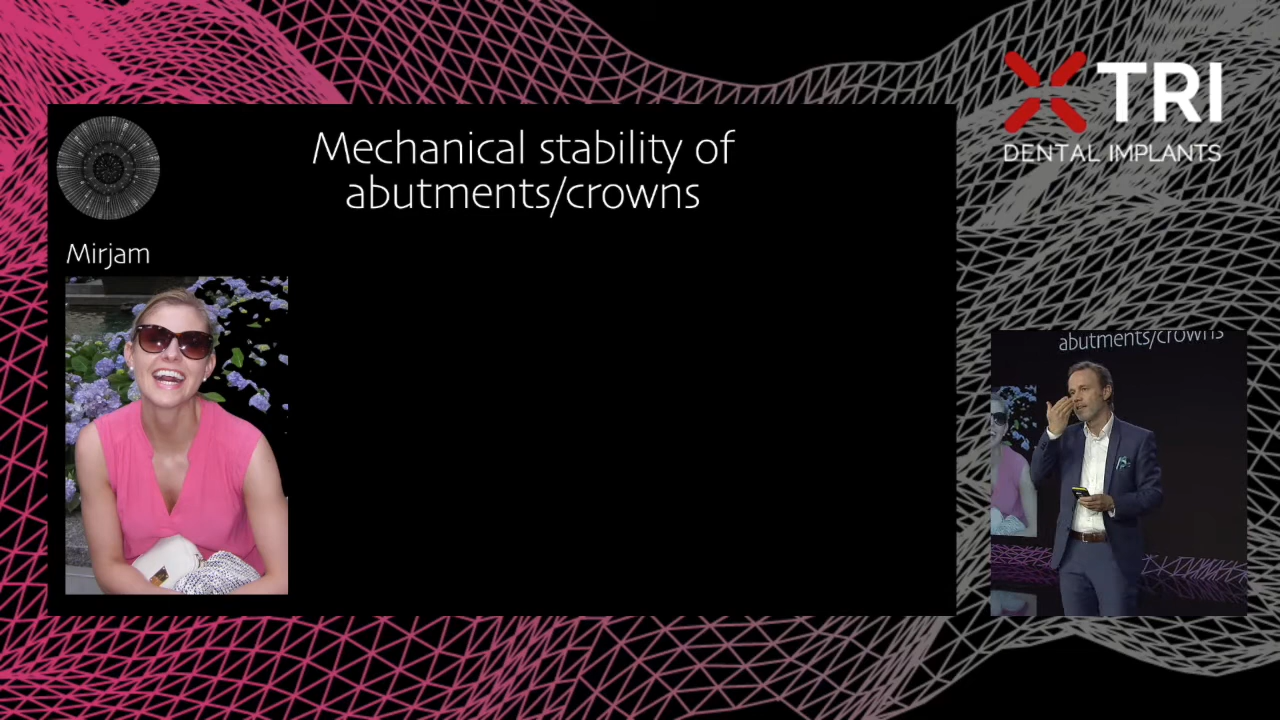 Mechanical stability of
abutments/crowns
Mirjam
TRI
DENTAL IMPLANTS
abutments/crowns